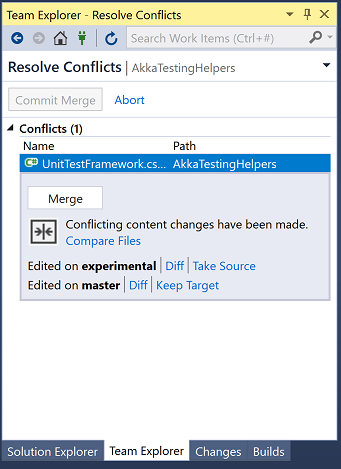 Team Explorer - Resolve Conflicts
Search Work Items (Ctrl+#)
Resolve Conflicts | AkkaTestingHelpers
Commit Merge Abort
Conflicts (1)
Name Path
UnitTestFramework.cs... AkkaTestingHelpers
Merge
Conflicting content changes have been made.
Compare Files
Edited on experimental | Diff | Take Source
Edited on master | Diff | Keep Target
Solution Explorer Team Explorer Changes Builds